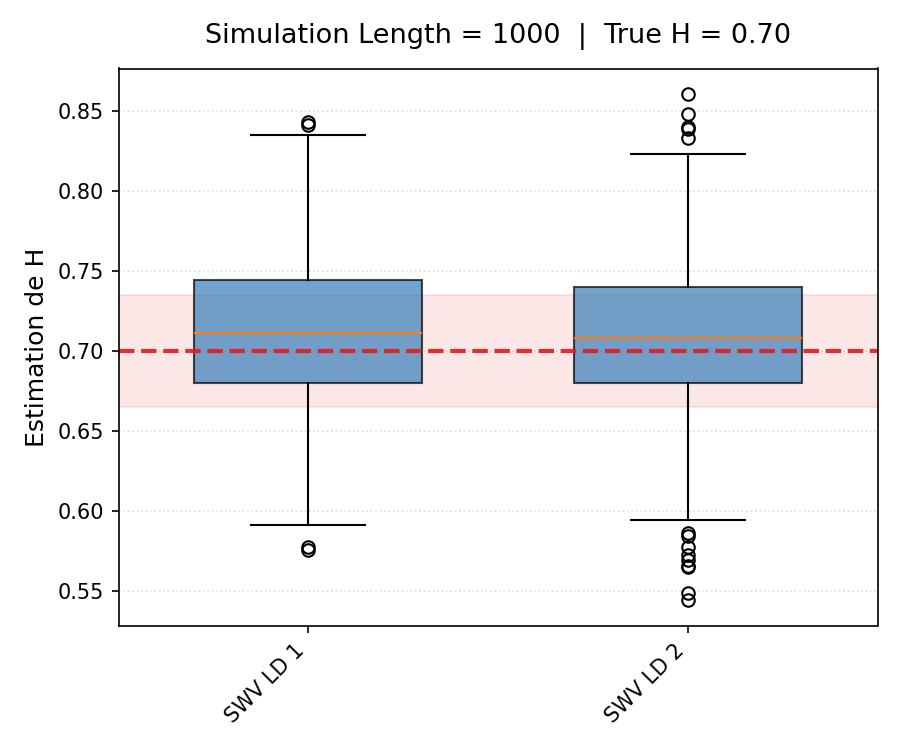 Simulation Length = 1000 | True H = 0.70
Estimation de H
0.85
0.80
0.75
0.70
0.65
0.60
0.55
SWV LD 1
SWV LD 2